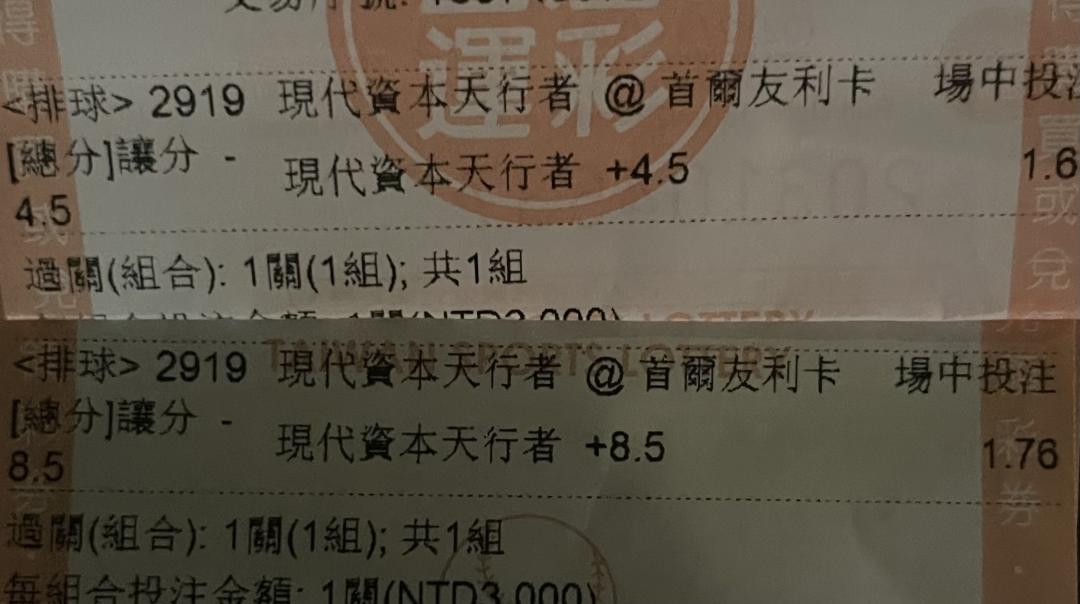 運彩
<排球> 2919 現代資本天行者 @ 首爾友利卡 場中投注
[總分]讓分 - 現代資本天行者 +4.5 1.6
4.5
過關(組合): 1關(1組); 共1組
TAIWAN SPORTS LOTTERY
<排球> 2919 現代資本天行者 @ 首爾友利卡 場中投注
[總分]讓分 - 現代資本天行者 +8.5 1.76
8.5
過關(組合): 1關(1組); 共1組
每組合投注金額: 1關(NTD3,000)